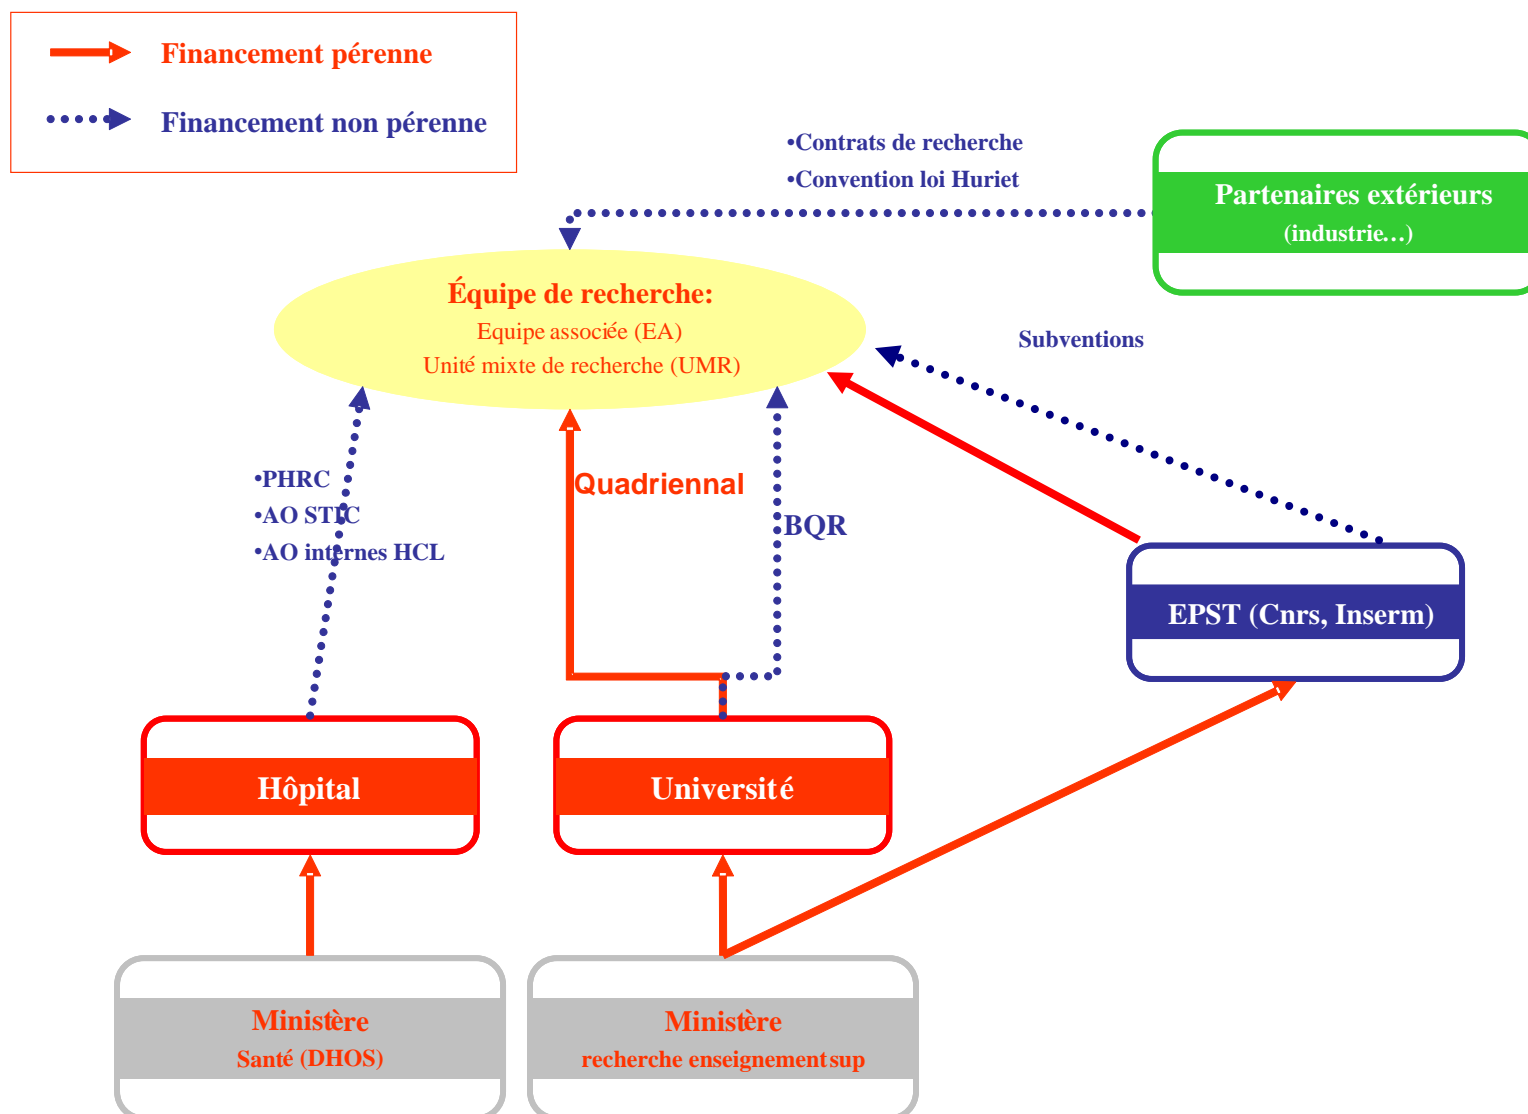 Financement pérenne
Financement non pérenne
•Contrats de recherche
•Convention loi Huriet
Partenaires extérieurs
(industrie…)
Équipe de recherche:
Equipe associée (EA)
Unité mixte de recherche (UMR)
Subventions
•PHRC
•AO STIC
•AO internes HCL
Quadriennal
BQR
EPST (Cnrs, Inserm)
Hôpital
Université
Ministère
Santé (DHOS)
Ministère
recherche enseignement sup